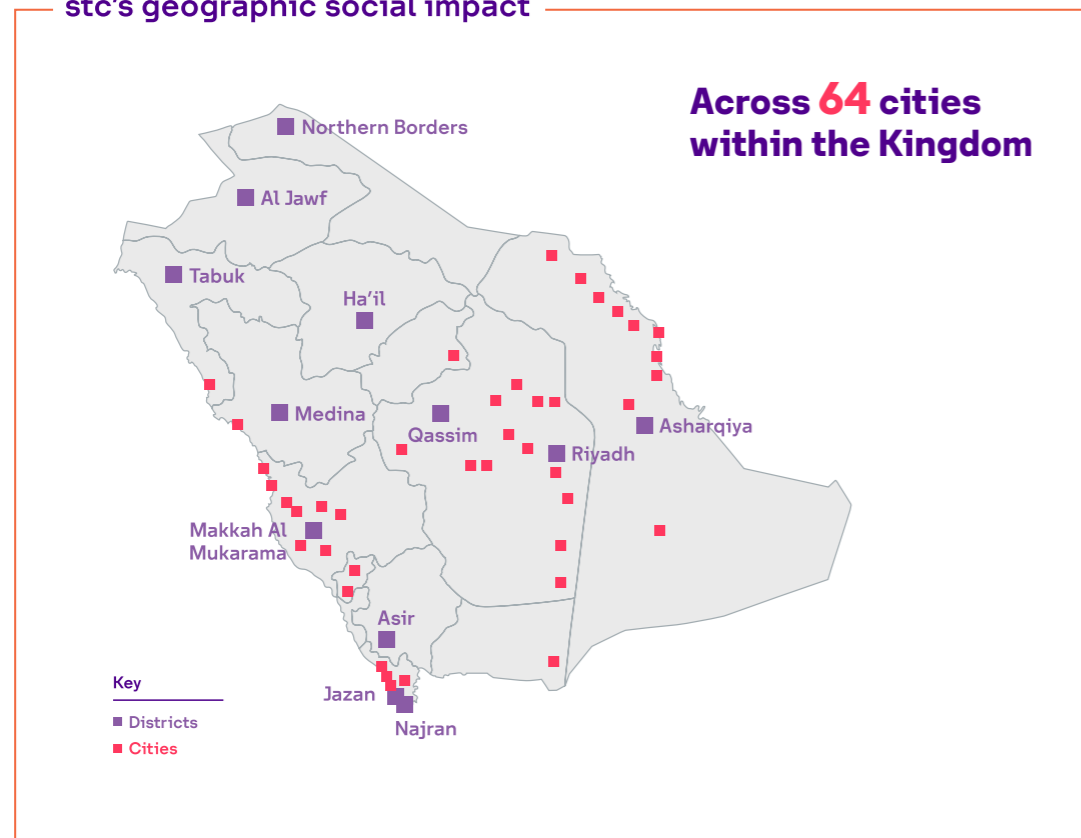 stc's geographic social impact
Across 64 cities
within the Kingdom
Northern Borders
Al Jawf
Tabuk
Ha'il
Medina
Qassim
Asharqiya
Riyadh
Makkah Al
Mukarama
Asir
Jazan
Najran
Key
Districts
Cities